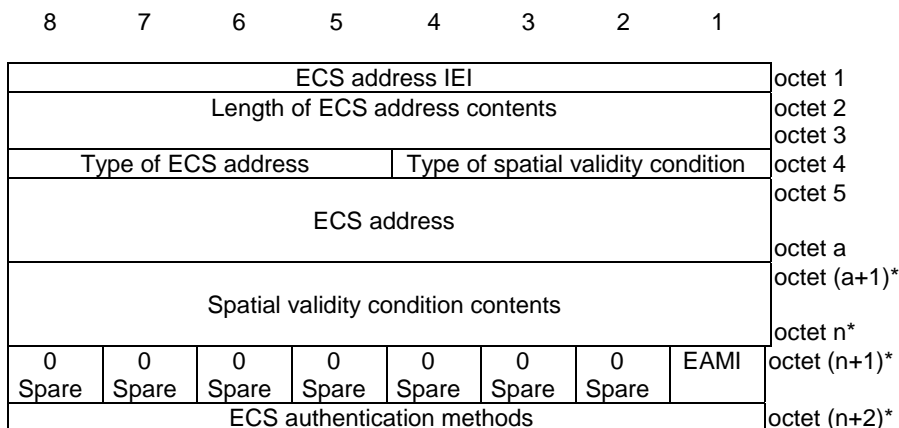 8 7 6 5 4 3 2 1
ECS address IEI octet 1
Length of ECS address contents octet 2
octet 3
Type of ECS address Type of spatial validity condition octet 4
octet 5
ECS address
octet a
octet (a+1)*
Spatial validity condition contents
octet n*
0 0 0 0 0 0 0 EAMI octet (n+1)*
Spare Spare Spare Spare Spare Spare Spare
ECS authentication methods octet (n+2)*